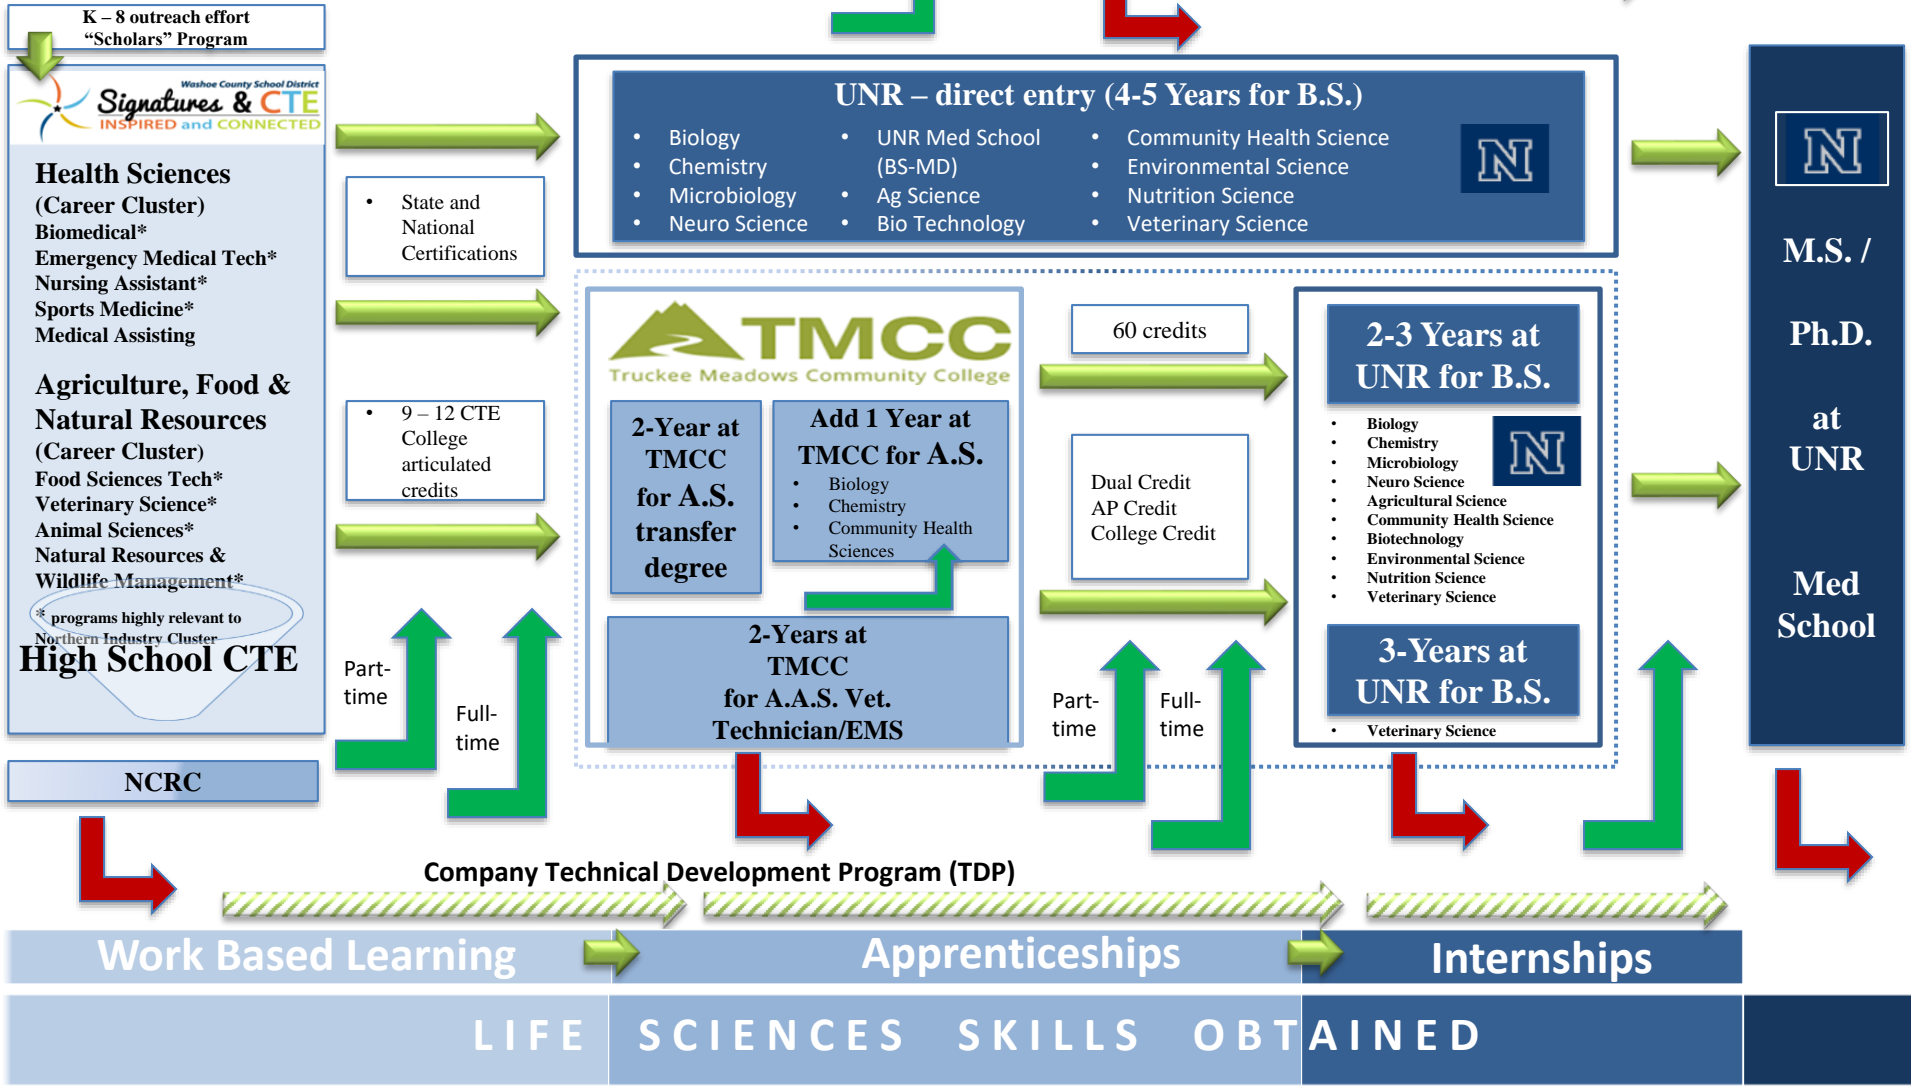 K – 8 outreach effort
“Scholars” Program
Washoe County School District
Signatures & CTE
INSPIRED and CONNECTED
Health Sciences
(Career Cluster)
Biomedical*
Emergency Medical Tech*
Nursing Assistant*
Sports Medicine*
Medical Assisting
Agriculture, Food &
Natural Resources
(Career Cluster)
Food Sciences Tech*
Veterinary Science*
Animal Sciences*
Natural Resources &
Wildlife Management*
* programs highly relevant to
Northern Industry Cluster
High School CTE
NCRC
• State and
National
Certifications
• 9 – 12 CTE
College
articulated
credits
Part-
time
Full-
time
UNR – direct entry (4-5 Years for B.S.)
• Biology
• Chemistry
• Microbiology
• Neuro Science
• UNR Med School
(BS-MD)
• Ag Science
• Bio Technology
• Community Health Science
• Environmental Science
• Nutrition Science
• Veterinary Science
N
TMCC
Truckee Meadows Community College
2-Year at
TMCC
for A.S.
transfer
degree
Add 1 Year at
TMCC for A.S.
• Biology
• Chemistry
• Community Health
Sciences
2-Years at
TMCC
for A.A.S. Vet.
Technician/EMS
60 credits
Dual Credit
AP Credit
College Credit
Part-
time
Full-
time
2-3 Years at
UNR for B.S.
• Biology
• Chemistry
• Microbiology
• Neuro Science
• Agricultural Science
• Community Health Science
• Biotechnology
• Environmental Science
• Nutrition Science
• Veterinary Science
N
3-Years at
UNR for B.S.
• Veterinary Science
N
M.S. /
Ph.D.
at
UNR
Med
School
Company Technical Development Program (TDP)
Work Based Learning
Apprenticeships
Internships
LIFE SCIENCES SKILLS OBTAINED